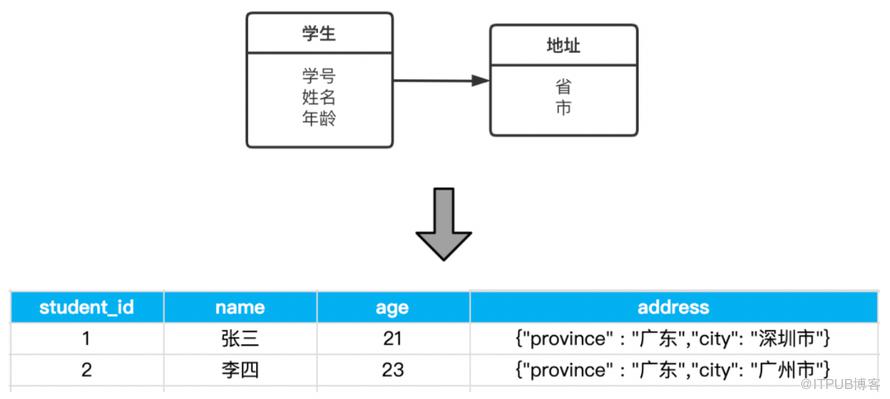 学生
学号
姓名
年龄
地址
省
市
student_id name age address
1 张三 21 {"province" : "广东","city": "深圳市"}
2 李四 23 {"province" : "广东","city": "广州市"}
@ITPUB博客